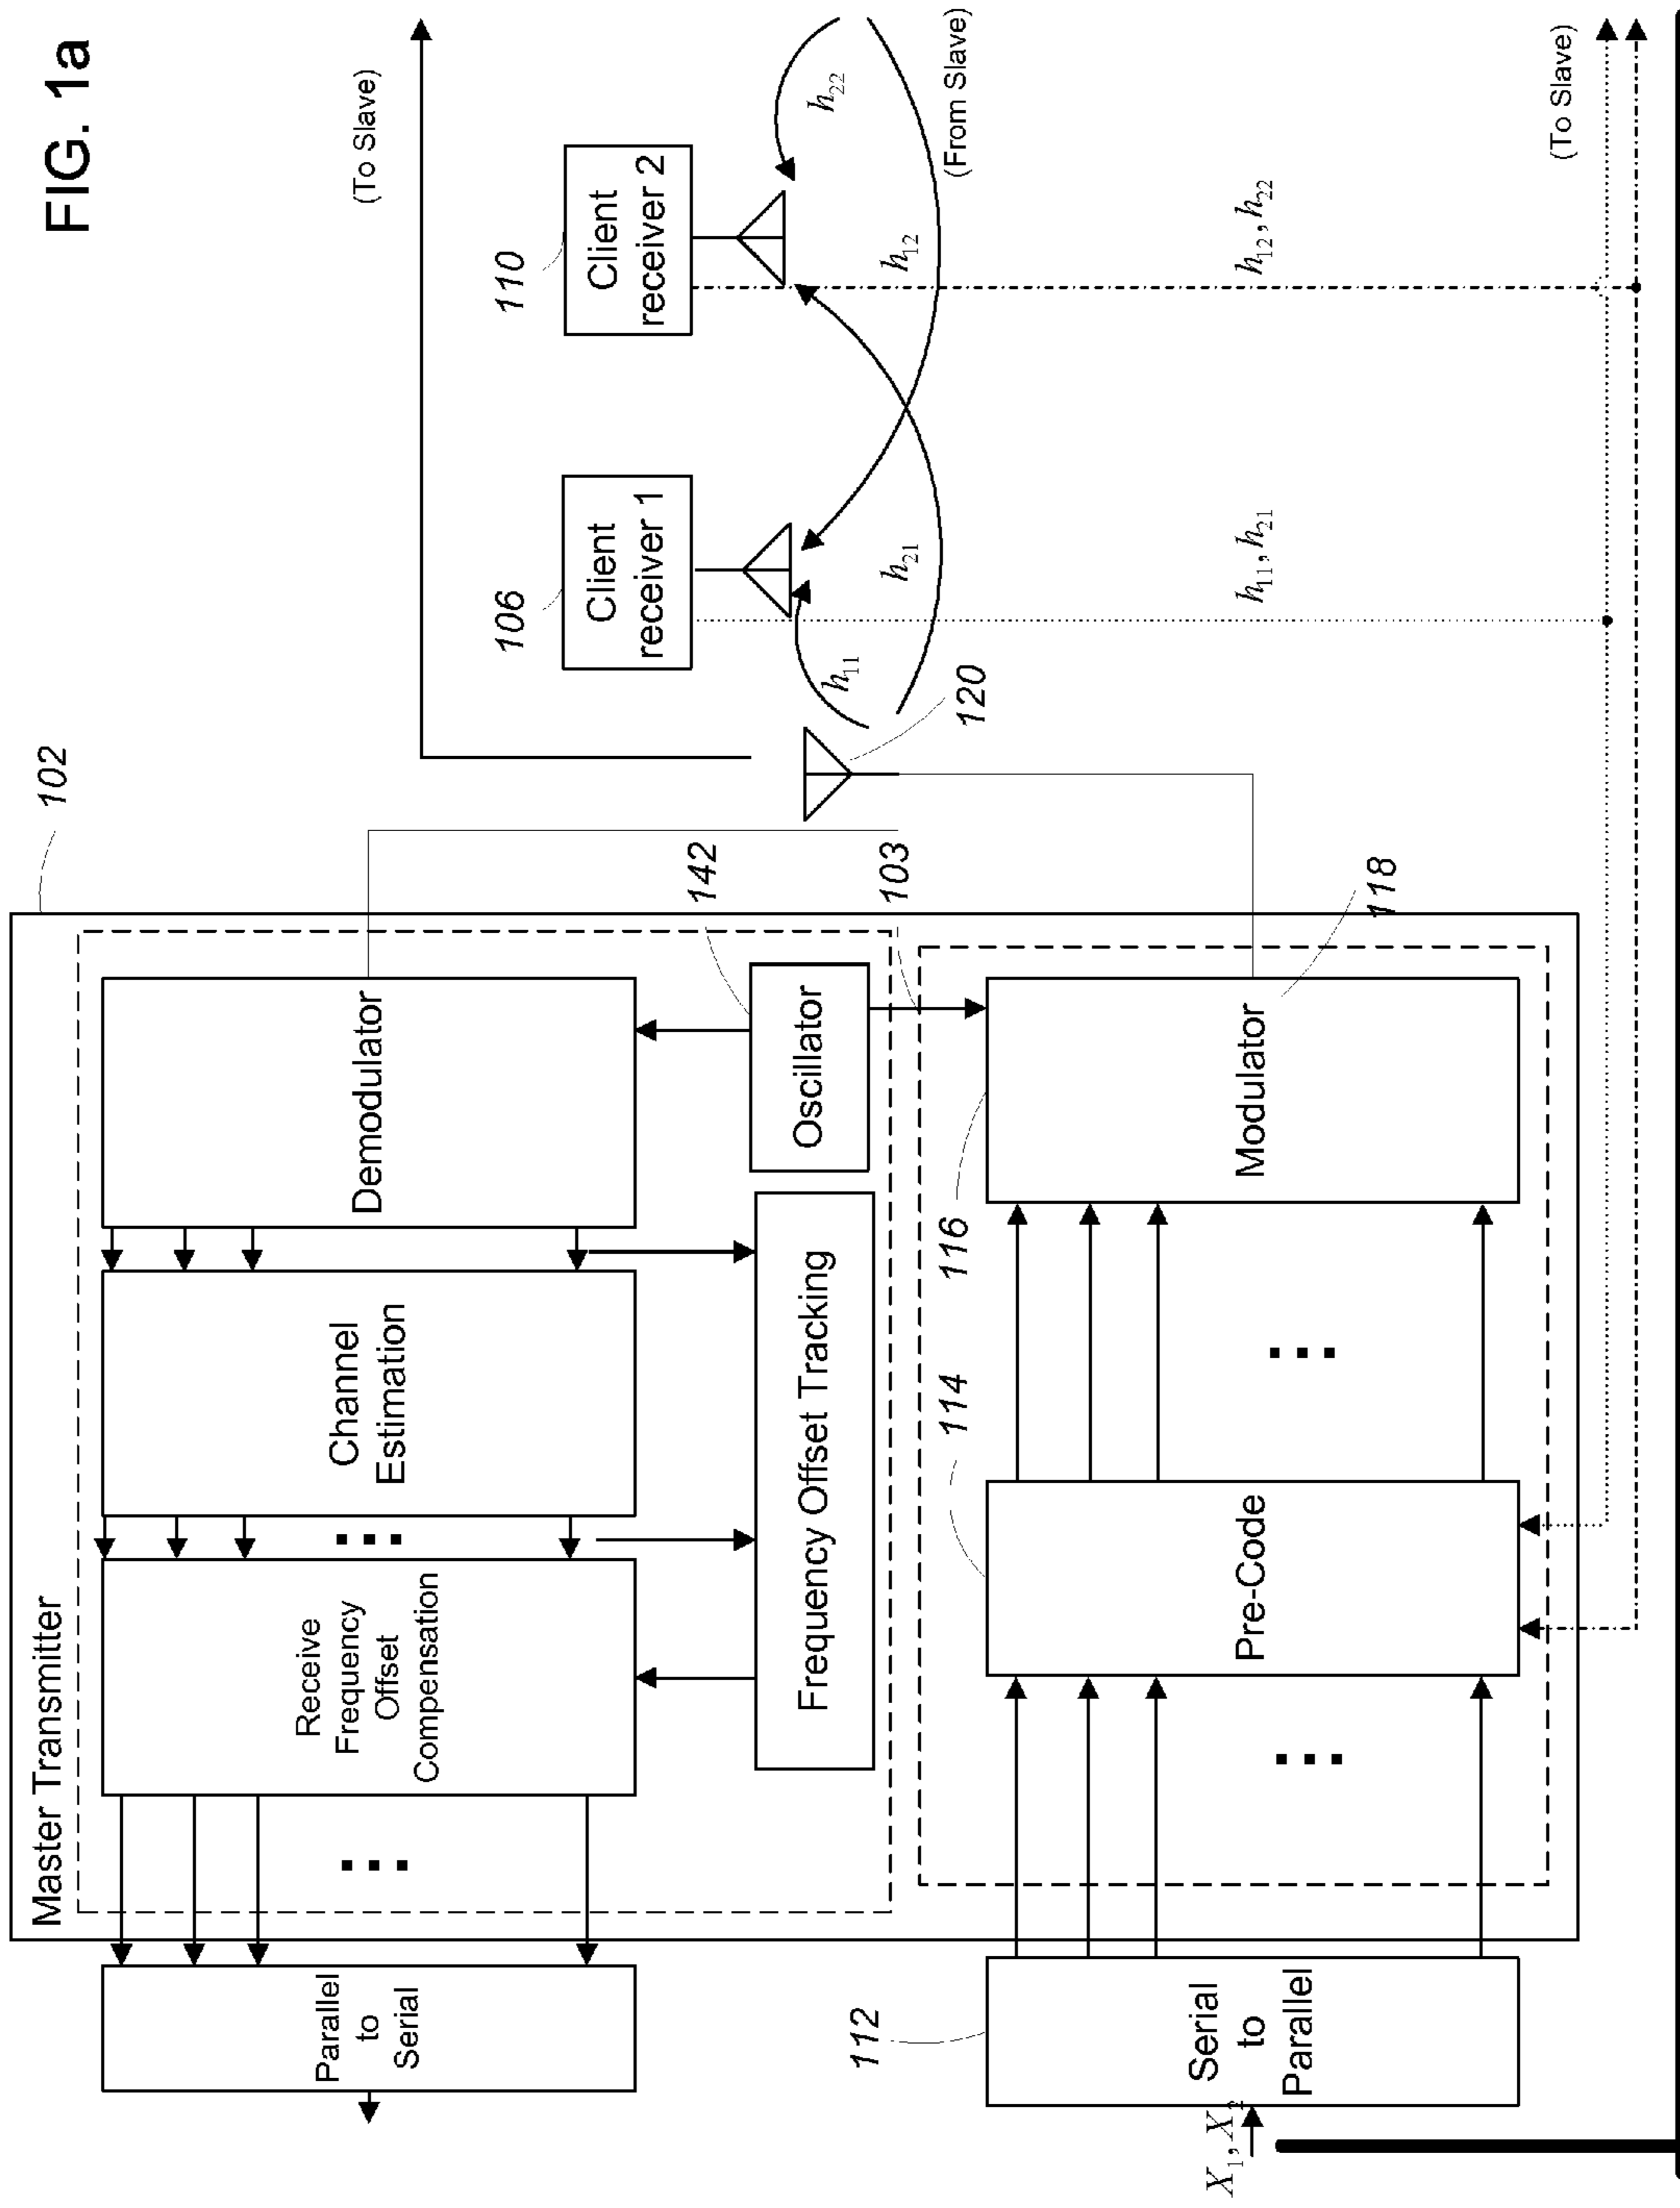 FIG. 1a
Master Transmitter
102
(To Slave)
Parallel
to
Serial
Receive
Frequency
Offset
Compensation
Channel
Estimation
Demodulator
Frequency Offset Tracking
Oscillator
142
106
Client
receiver 1
110
Client
receiver 2
h11
h21
h12
h22
120
(From Slave)
103
112
Serial
to
Parallel
X1, X2
114
Pre-Code
116
Modulator
118
h11, h21
h12, h22
(To Slave)